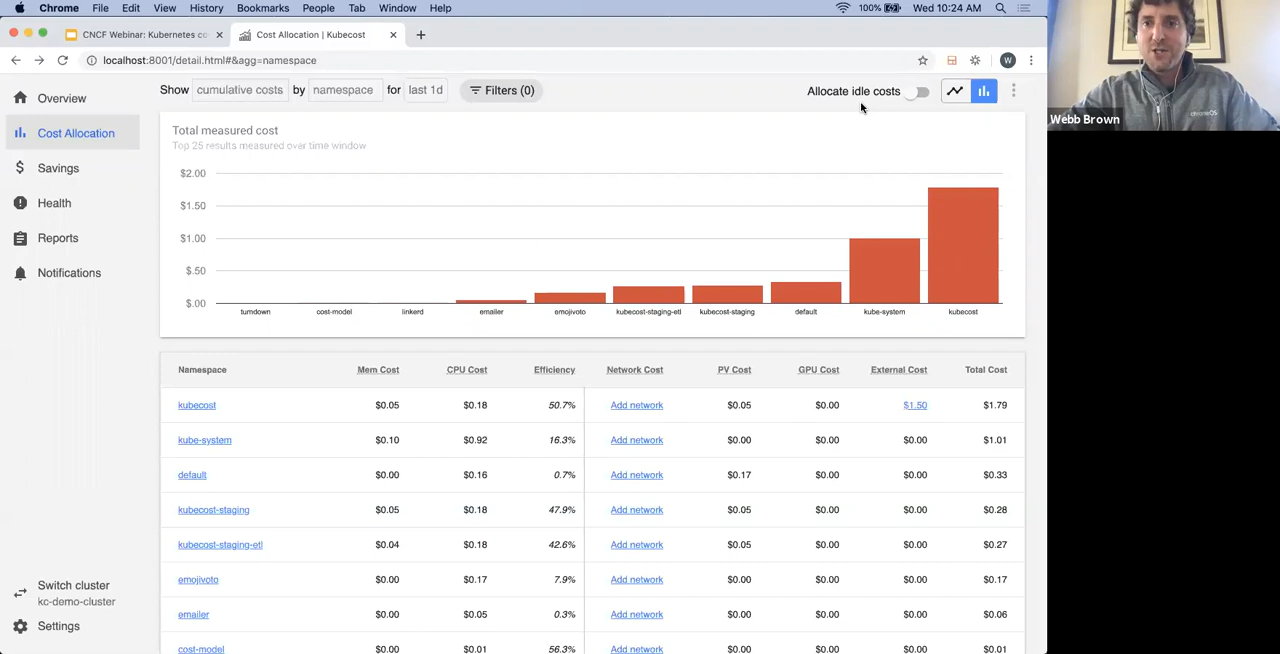 Chrome File Edit View History Bookmarks People Tab Window Help 100% Wed 10:24 AM
CNCF Webinar: Kubernetes co
Cost Allocation | Kubecost
localhost:8001/detail.html#&agg=namespace
W
Webb Brown
chromeOS
Overview
Cost Allocation
Savings
Health
Reports
Notifications
Switch cluster
kc-demo-cluster
Settings
Show cumulative costs by namespace for last 1d Filters (0) Allocate idle costs
Total measured cost
Top 25 results measured over time window
$2.00
$1.50
$1.00
$.50
$.00
turndown cost-model linkerd emailer emojivoto kubecost-staging-etl kubecost-staging default kube-system kubecost
Namespace Mem Cost CPU Cost Efficiency Network Cost PV Cost GPU Cost External Cost Total Cost
kubecost $0.05 $0.18 50.7% Add network $0.05 $0.00 $1.50 $1.79
kube-system $0.10 $0.92 16.3% Add network $0.00 $0.00 $0.00 $1.01
default $0.00 $0.16 0.7% Add network $0.17 $0.00 $0.00 $0.33
kubecost-staging $0.05 $0.18 47.9% Add network $0.05 $0.00 $0.00 $0.28
kubecost-staging-etl $0.04 $0.18 42.6% Add network $0.05 $0.00 $0.00 $0.27
emojivoto $0.00 $0.17 7.9% Add network $0.00 $0.00 $0.00 $0.17
emailer $0.00 $0.05 0.3% Add network $0.00 $0.00 $0.00 $0.06
cost-model $0.00 $0.01 56.3% Add network $0.00 $0.00 $0.00 $0.01